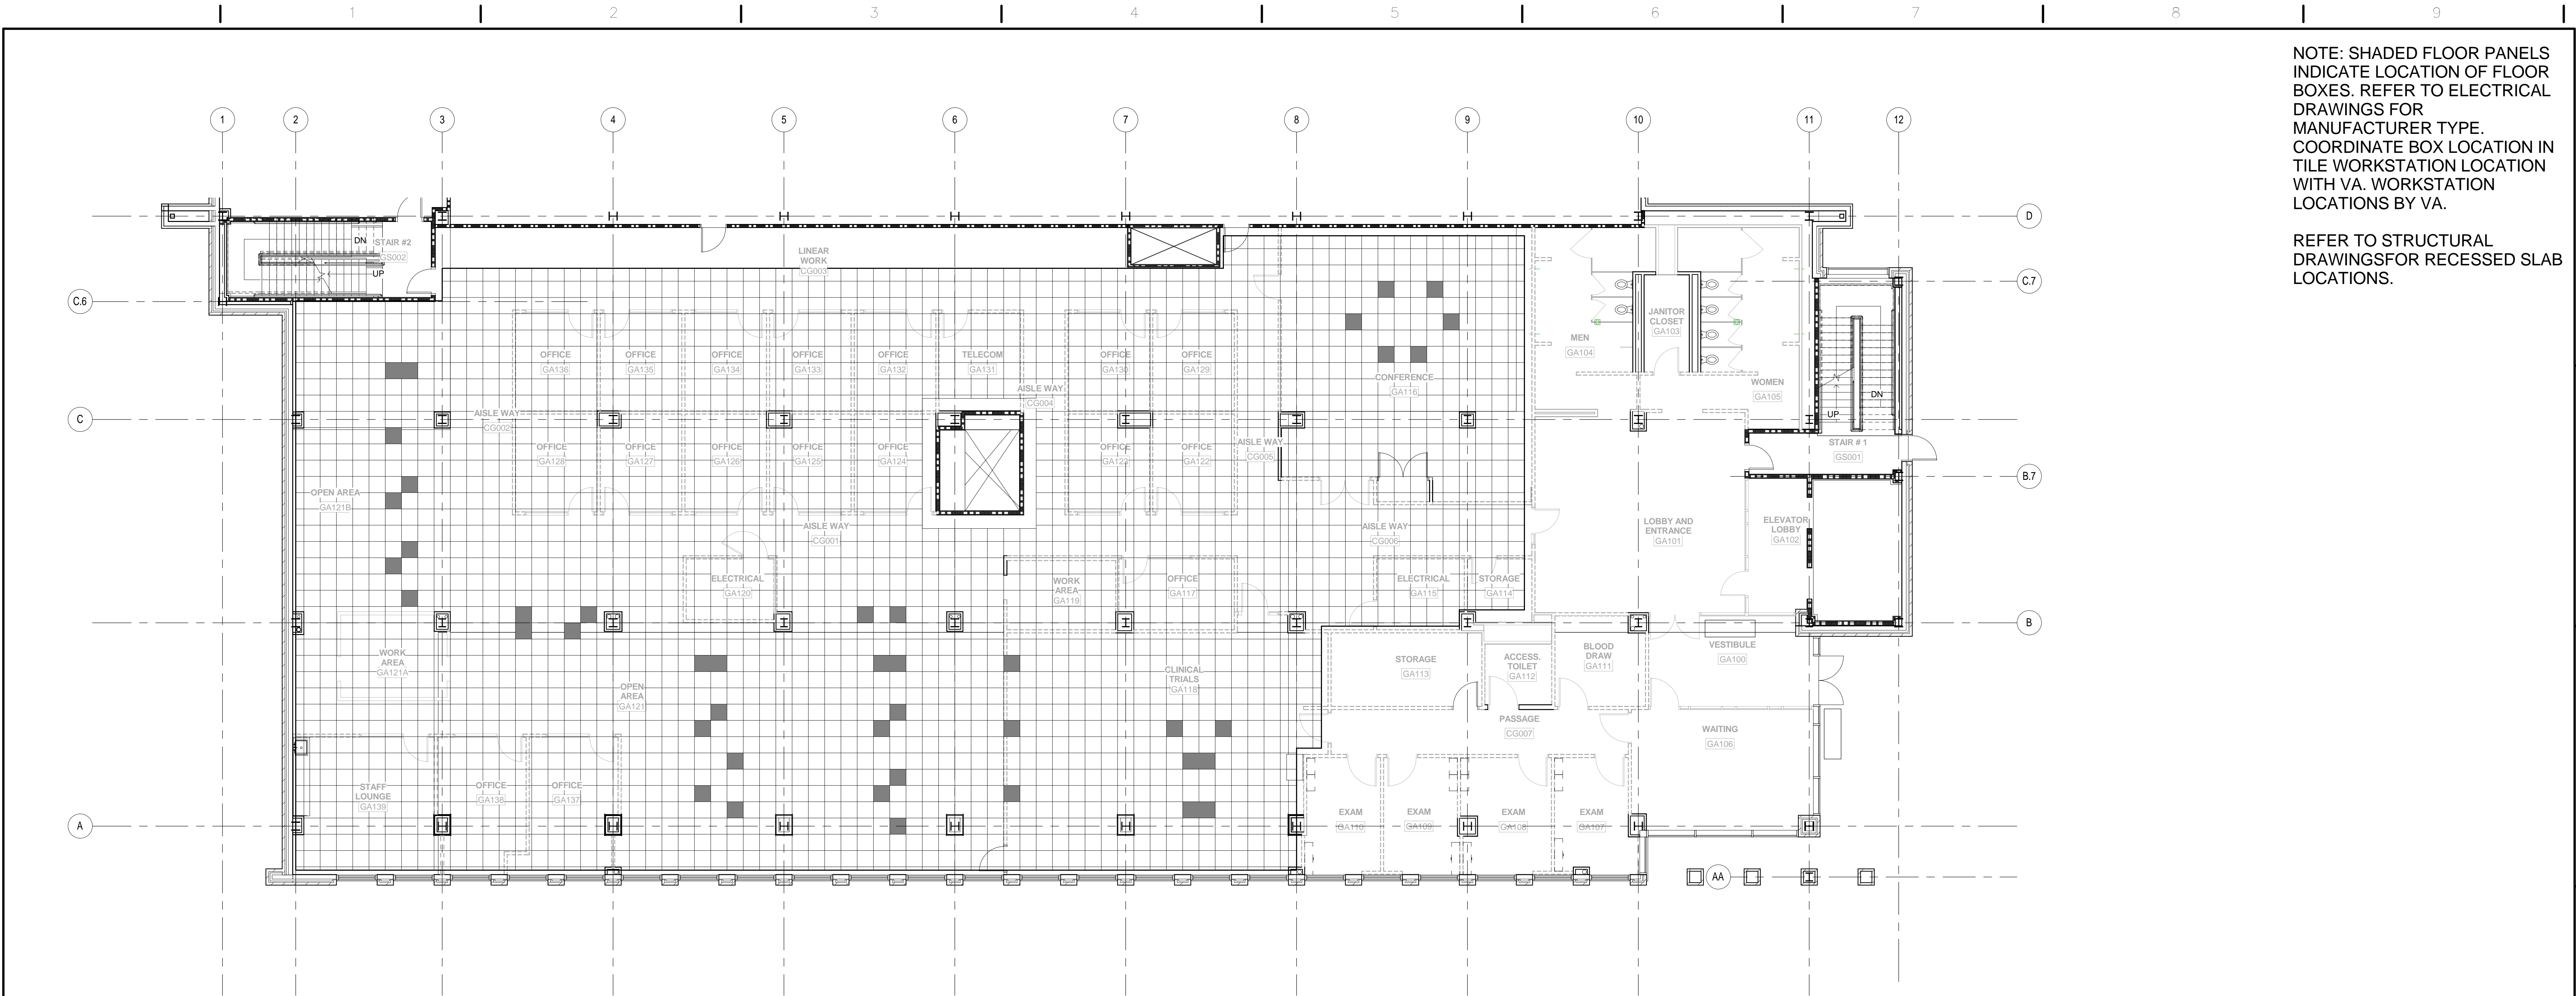 1 2 3 4 5 6 7 8 9
NOTE: SHADED FLOOR PANELS
INDICATE LOCATION OF FLOOR
BOXES. REFER TO ELECTRICAL
DRAWINGS FOR
MANUFACTURER TYPE.
COORDINATE BOX LOCATION IN
TILE WORKSTATION LOCATION
WITH VA. WORKSTATION
LOCATIONS BY VA.
REFER TO STRUCTURAL
DRAWINGSFOR RECESSED SLAB
LOCATIONS.
1 2 3 4 5 6 7 8 9 10 11 12
D
DN
STAIR #2
GS002
UP
LINEAR
WORK
CG003
C.6
C.7
JANITOR
CLOSET
GA103
MEN
GA104
OFFICE
GA136
OFFICE
GA135
OFFICE
GA134
OFFICE
GA133
OFFICE
GA132
TELECOM
GA131
OFFICE
GA130
OFFICE
GA129
CONFERENCE
GA116
WOMEN
GA105
AISLE WAY
CG004
DN
UP
C
AISLE WAY
CG002
OFFICE
GA128
OFFICE
GA127
OFFICE
GA126
OFFICE
GA125
OFFICE
GA124
OFFICE
GA123
OFFICE
GA122
AISLE WAY
CG005
STAIR # 1
GS001
B.7
OPEN AREA
GA121B
AISLE WAY
CG001
AISLE WAY
CG006
LOBBY AND
ENTRANCE
GA101
ELEVATOR
LOBBY
GA102
ELECTRICAL
GA120
WORK
AREA
GA119
OFFICE
GA117
ELECTRICAL
GA115
STORAGE
GA114
B
WORK
AREA
GA121A
OPEN
AREA
GA121
CLINICAL
TRIALS
GA118
STORAGE
GA113
ACCESS.
TOILET
GA112
BLOOD
DRAW
GA111
VESTIBULE
GA100
PASSAGE
CG007
WAITING
GA106
STAFF
LOUNGE
GA139
OFFICE
GA138
OFFICE
GA137
EXAM
GA110
EXAM
GA109
EXAM
GA108
EXAM
GA107
A
AA